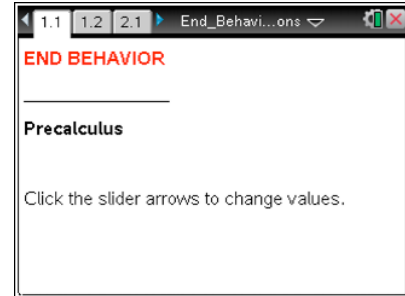 1.1 1.2 2.1 End_Behavi...ons
END BEHAVIOR
Precalculus
Click the slider arrows to change values.